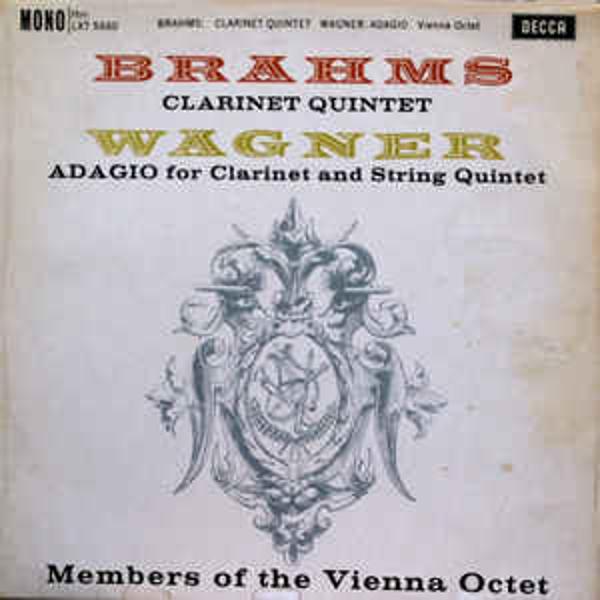 MONO LXT 5680 BRAHMS: CLARINET QUINTET WAGNER: ADAGIO Vienna Octet DECCA
BRAHMS
CLARINET QUINTET
WAGNER
ADAGIO for Clarinet and String Quintet
Members of the Vienna Octet